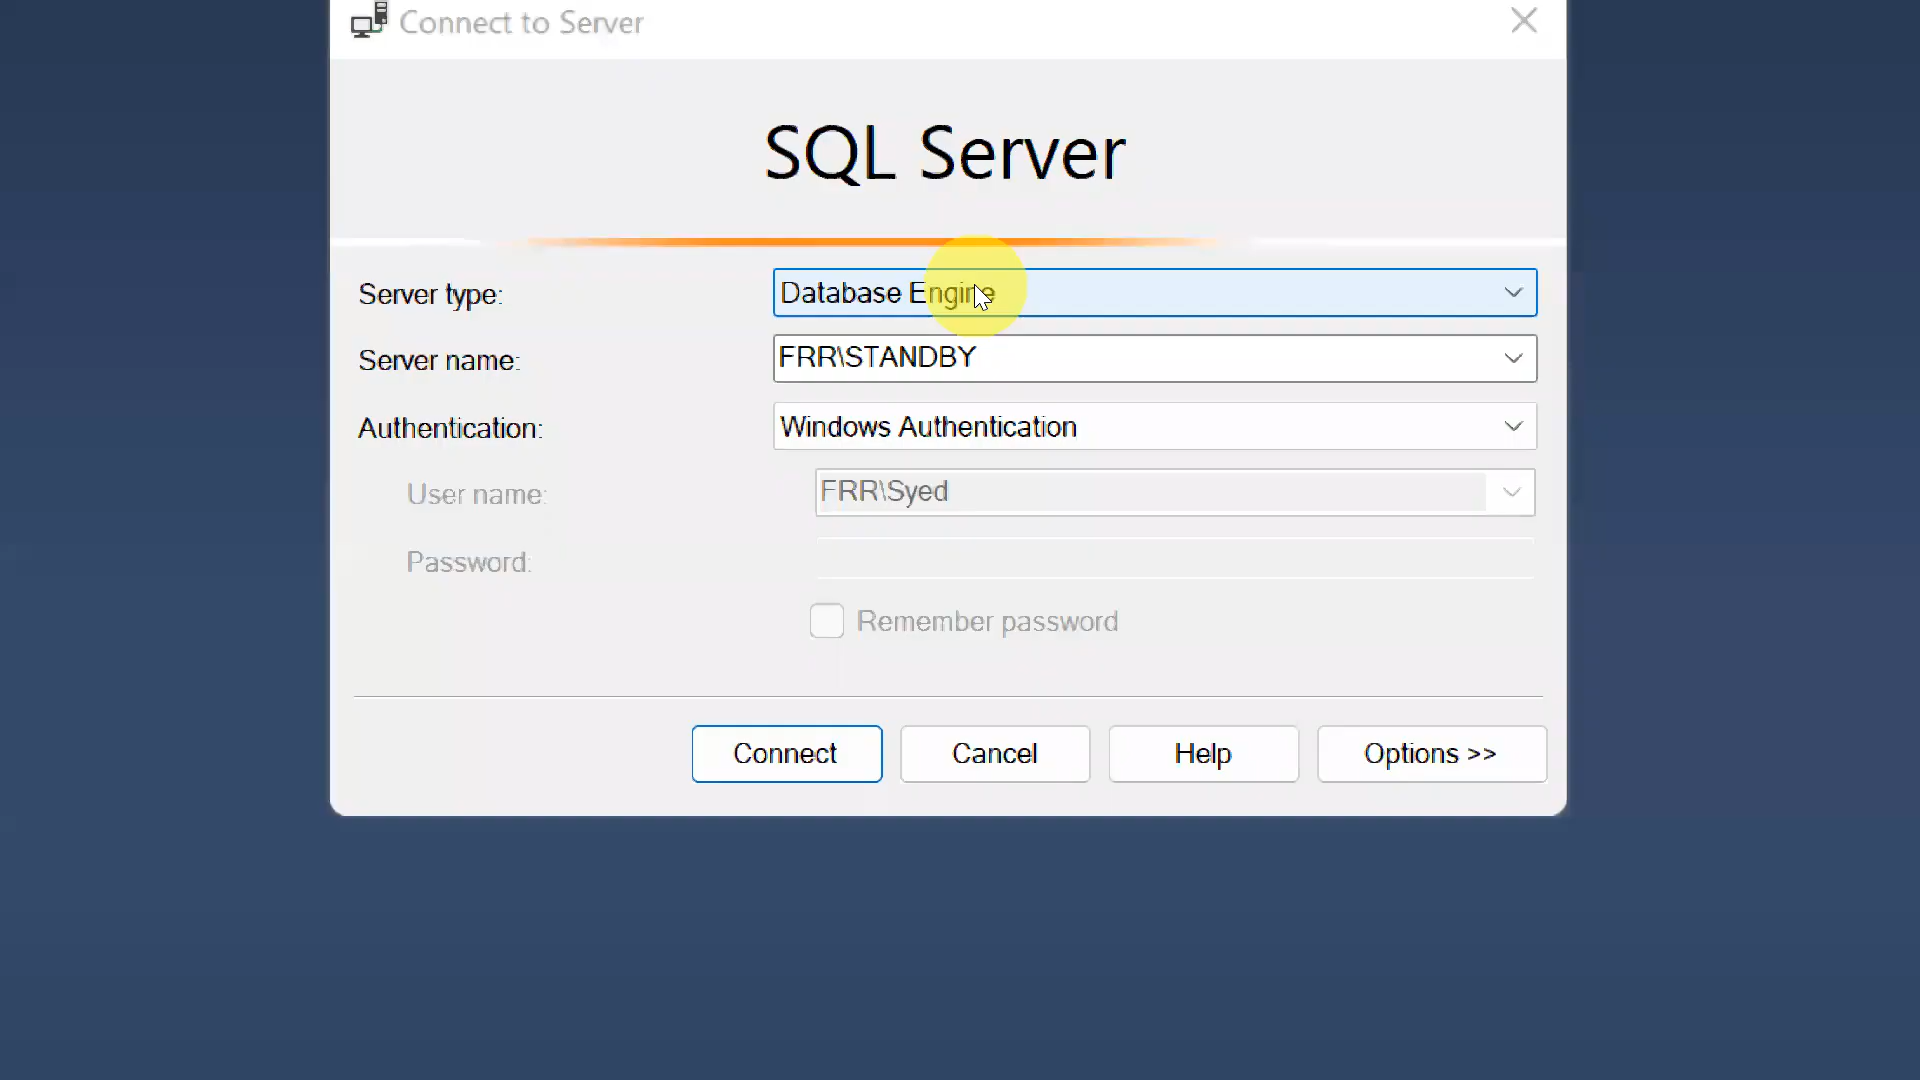 Connect to Server
SQL Server
Server type: Database Engine
Server name: FRR\STANDBY
Authentication: Windows Authentication
User name: FRR\Syed
Password:
Remember password
Connect Cancel Help Options >>